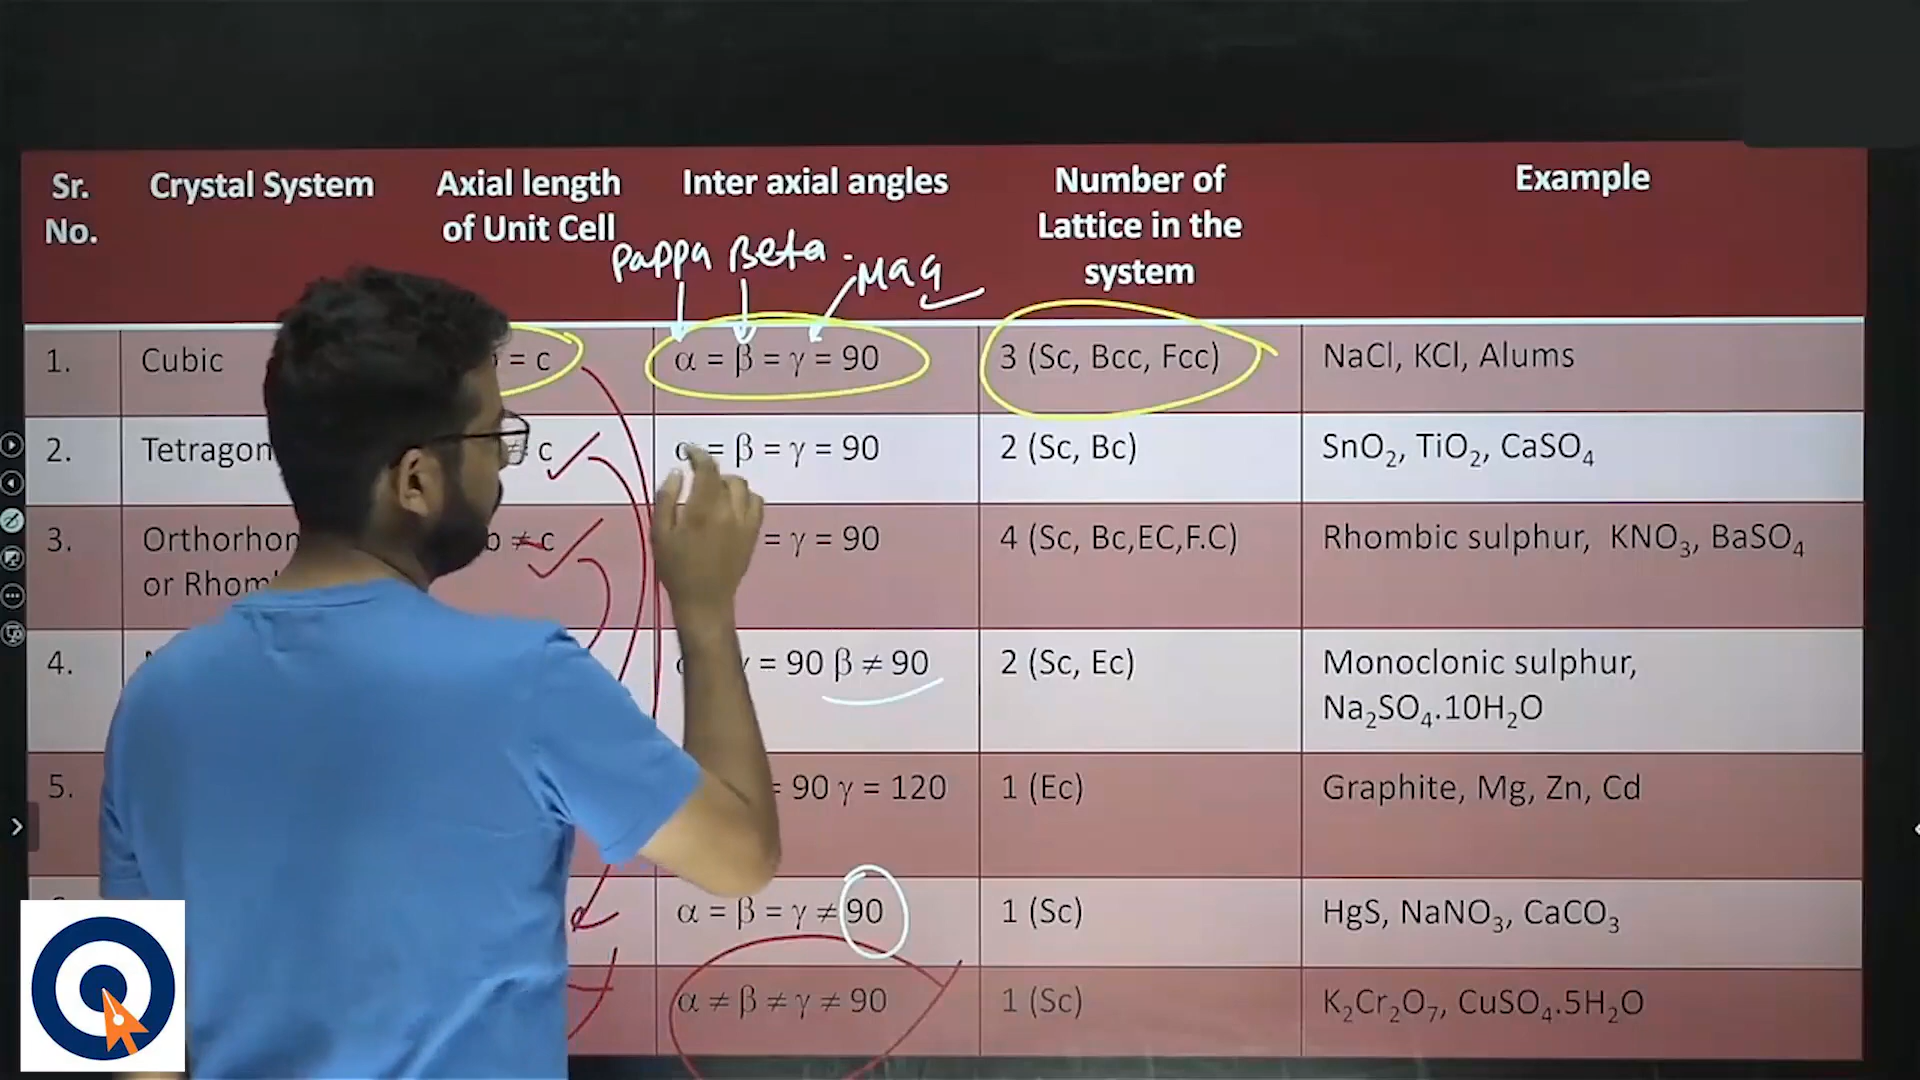 Sr. No.
Crystal System
Axial length of Unit Cell
Inter axial angles
Number of Lattice in the system
Example
Pappa Beta
1.
Cubic
= c
α = β = γ = 90
3 (Sc, Bcc, Fcc)
NaCl, KCl, Alums
2.
Tetragon
≠ c
α = β = γ = 90
2 (Sc, Bc)
SnO₂, TiO₂, CaSO₄
3.
Orthorhom
or Rhom
b ≠ c
= γ = 90
4 (Sc, Bc,EC,F.C)
Rhombic sulphur, KNO₃, BaSO₄
4.
γ = 90 β ≠ 90
2 (Sc, Ec)
Monoclonic sulphur,
Na₂SO₄.10H₂O
5.
= 90 γ = 120
1 (Ec)
Graphite, Mg, Zn, Cd
α = β = γ ≠ 90
1 (Sc)
HgS, NaNO₃, CaCO₃
α ≠ β ≠ γ ≠ 90
1 (Sc)
K₂Cr₂O₇, CuSO₄.5H₂O